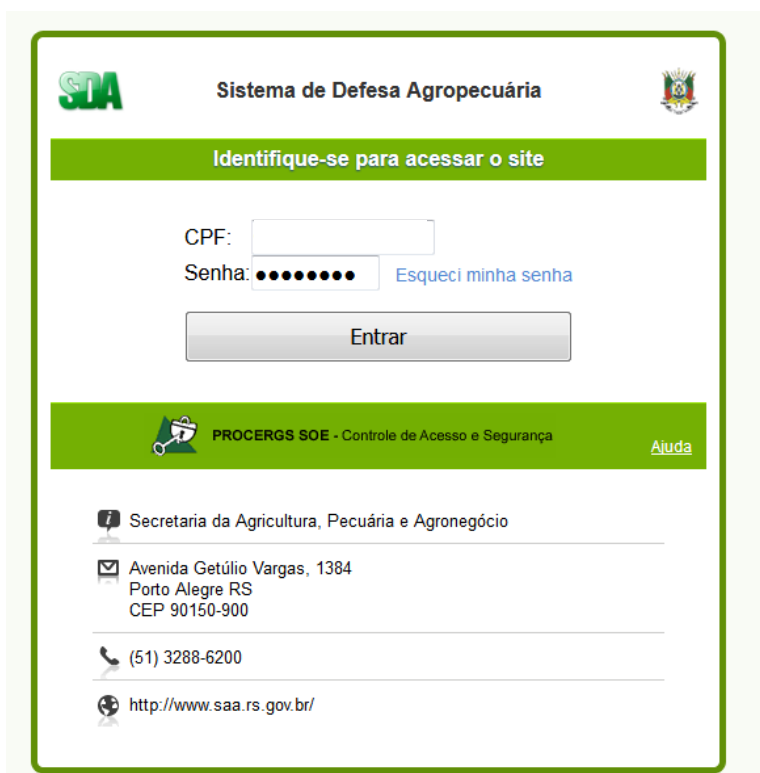 SDA
Sistema de Defesa Agropecuária
Identifique-se para acessar o site
CPF:
Senha: ●●●●●●●● Esqueci minha senha
Entrar
PROCERGS SOE - Controle de Acesso e Segurança
Ajuda
Secretaria da Agricultura, Pecuária e Agronegócio
Avenida Getúlio Vargas, 1384
Porto Alegre RS
CEP 90150-900
(51) 3288-6200
http://www.saa.rs.gov.br/